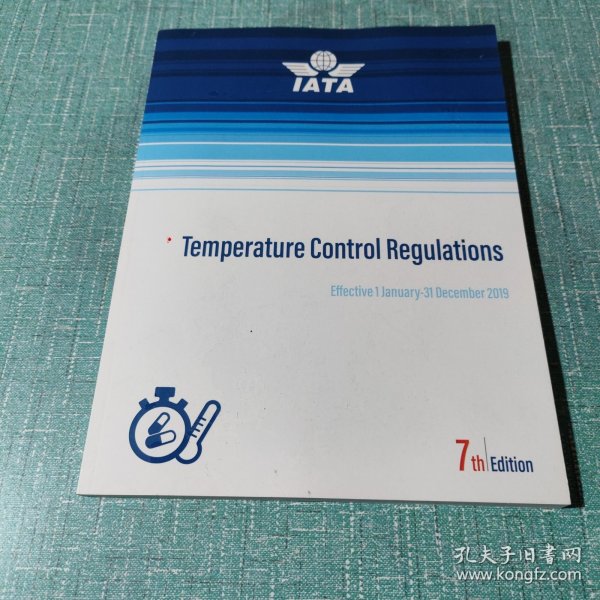 IATA
Temperature Control Regulations
Effective 1 January-31 December 2019
7th Edition
孔夫子旧书网
www.kongfz.com